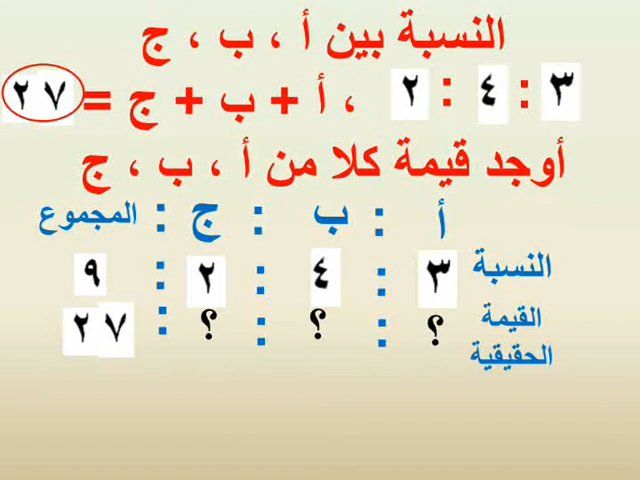 النسبة بين أ ، ب ، ج
٣ : ٤ : ٢ ، أ + ب + ج = ٢٧
أوجد قيمة كلا من أ ، ب ، ج
أ : ب : ج : المجموع
النسبة ٣ : ٤ : ٢ : ٩
القيمة الحقيقية ؟ : ؟ : ؟ : ٢٧